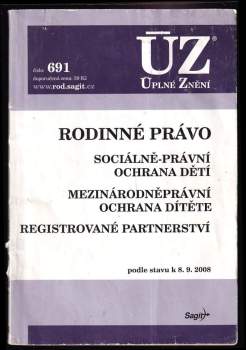 číslo 691
doporučená cena 59 Kč
www.rod.sagit.cz
ÚZ®
ÚPLNÉ ZNĚNÍ
RODINNÉ PRÁVO
SOCIÁLNĚ-PRÁVNÍ
OCHRANA DĚTÍ
MEZINÁRODNĚPRÁVNÍ
OCHRANA DÍTĚTE
REGISTROVANÉ PARTNERSTVÍ
podle stavu k 8. 9. 2008
Sagit